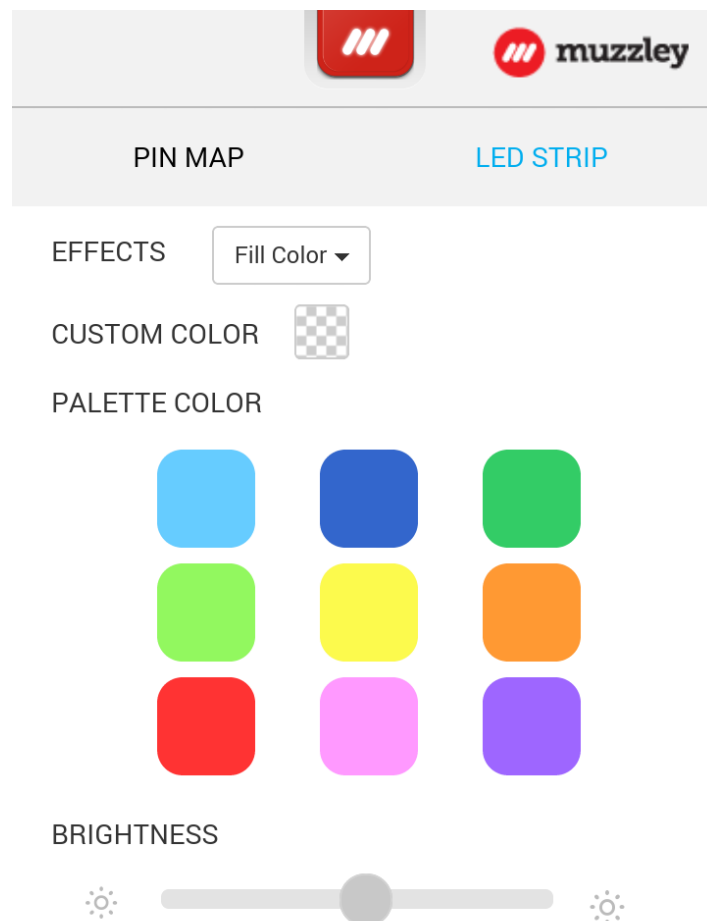 muzzley
PIN MAP
LED STRIP
EFFECTS
Fill Color
CUSTOM COLOR
PALETTE COLOR
BRIGHTNESS